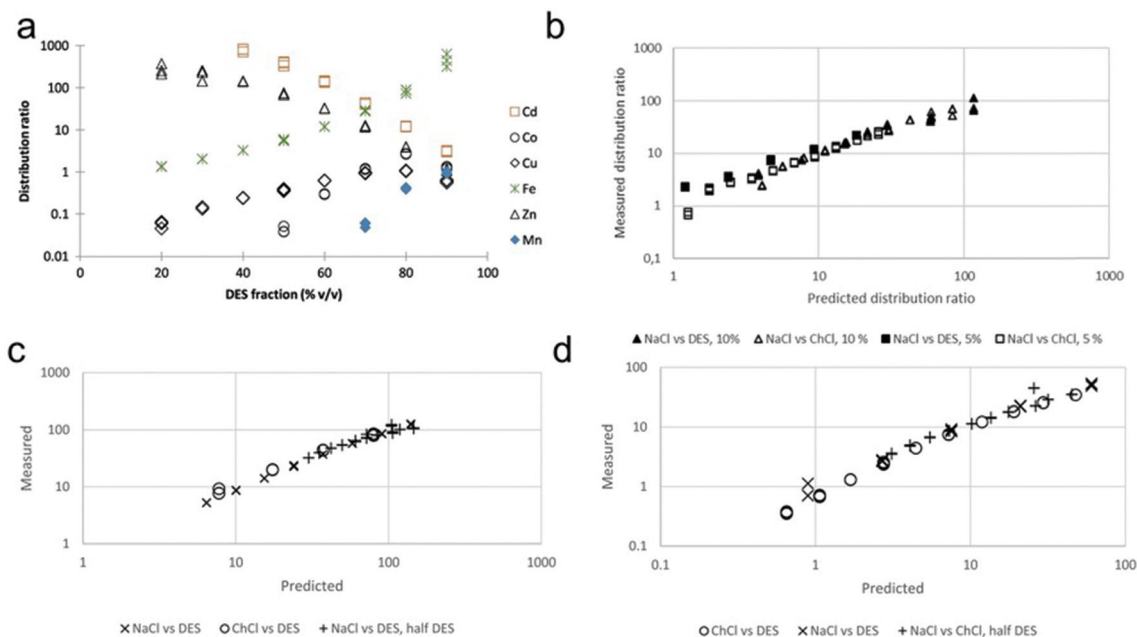 a
1000
100
10
1
0.1
0.01
0 20 40 60 80 100
Distribution ratio
DES fraction (% v/v)
Cd
Co
Cu
Fe
Zn
Mn
b
1000
100
10
1
0,1
1 10 100 1000
Measured distribution ratio
Predicted distribution ratio
NaCl vs DES, 10% NaCl vs ChCl, 10 % NaCl vs DES, 5% NaCl vs ChCl, 5 %
c
1000
100
10
1
1 10 100 1000
Measured
Predicted
NaCl vs DES ChCl vs DES NaCl vs DES, half DES
d
100
10
1
0.1
0.1 1 10 100
Measured
Predicted
ChCl vs DES NaCl vs DES NaCl vs ChCl, half DES